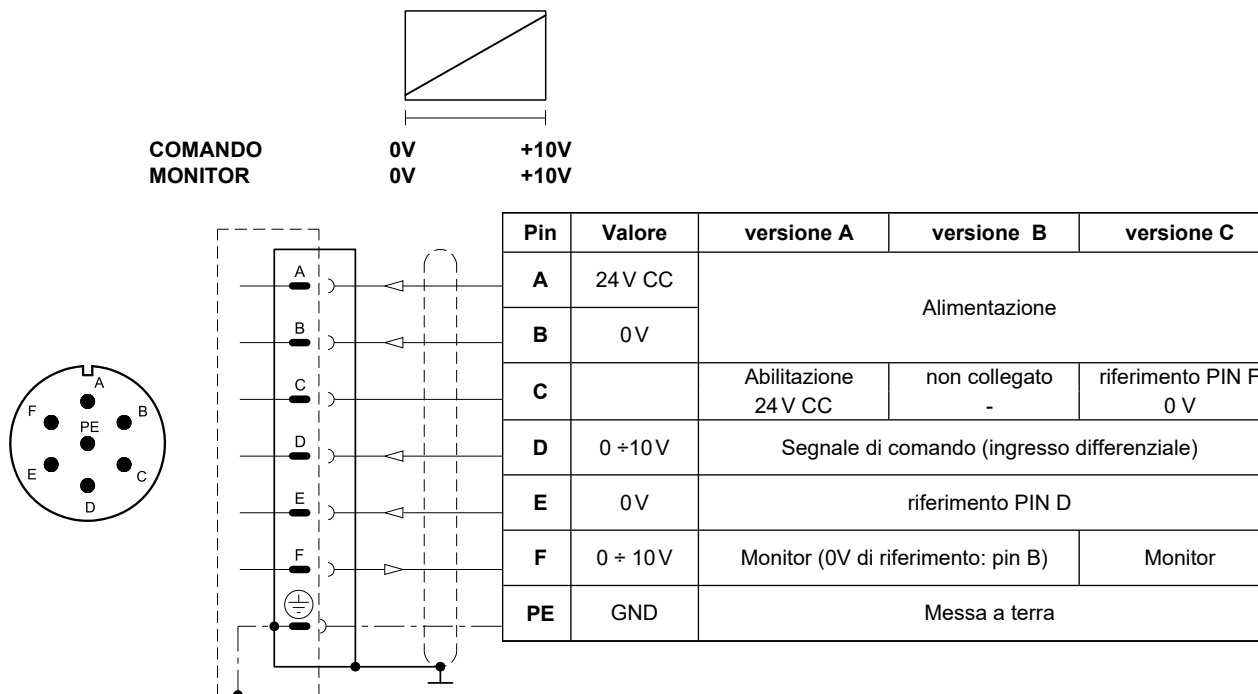 COMANDO 0V +10V
MONITOR 0V +10V
Pin Valore versione A versione B versione C
A 24 V CC Alimentazione
B 0 V
C Abilitazione 24 V CC non collegato - riferimento PIN F 0 V
D 0 ÷10 V Segnale di comando (ingresso differenziale)
E 0 V riferimento PIN D
F 0 ÷ 10 V Monitor (0V di riferimento: pin B) Monitor
PE GND Messa a terra
A
B
C
D
E
F
A
F
B
PE
E
C
D